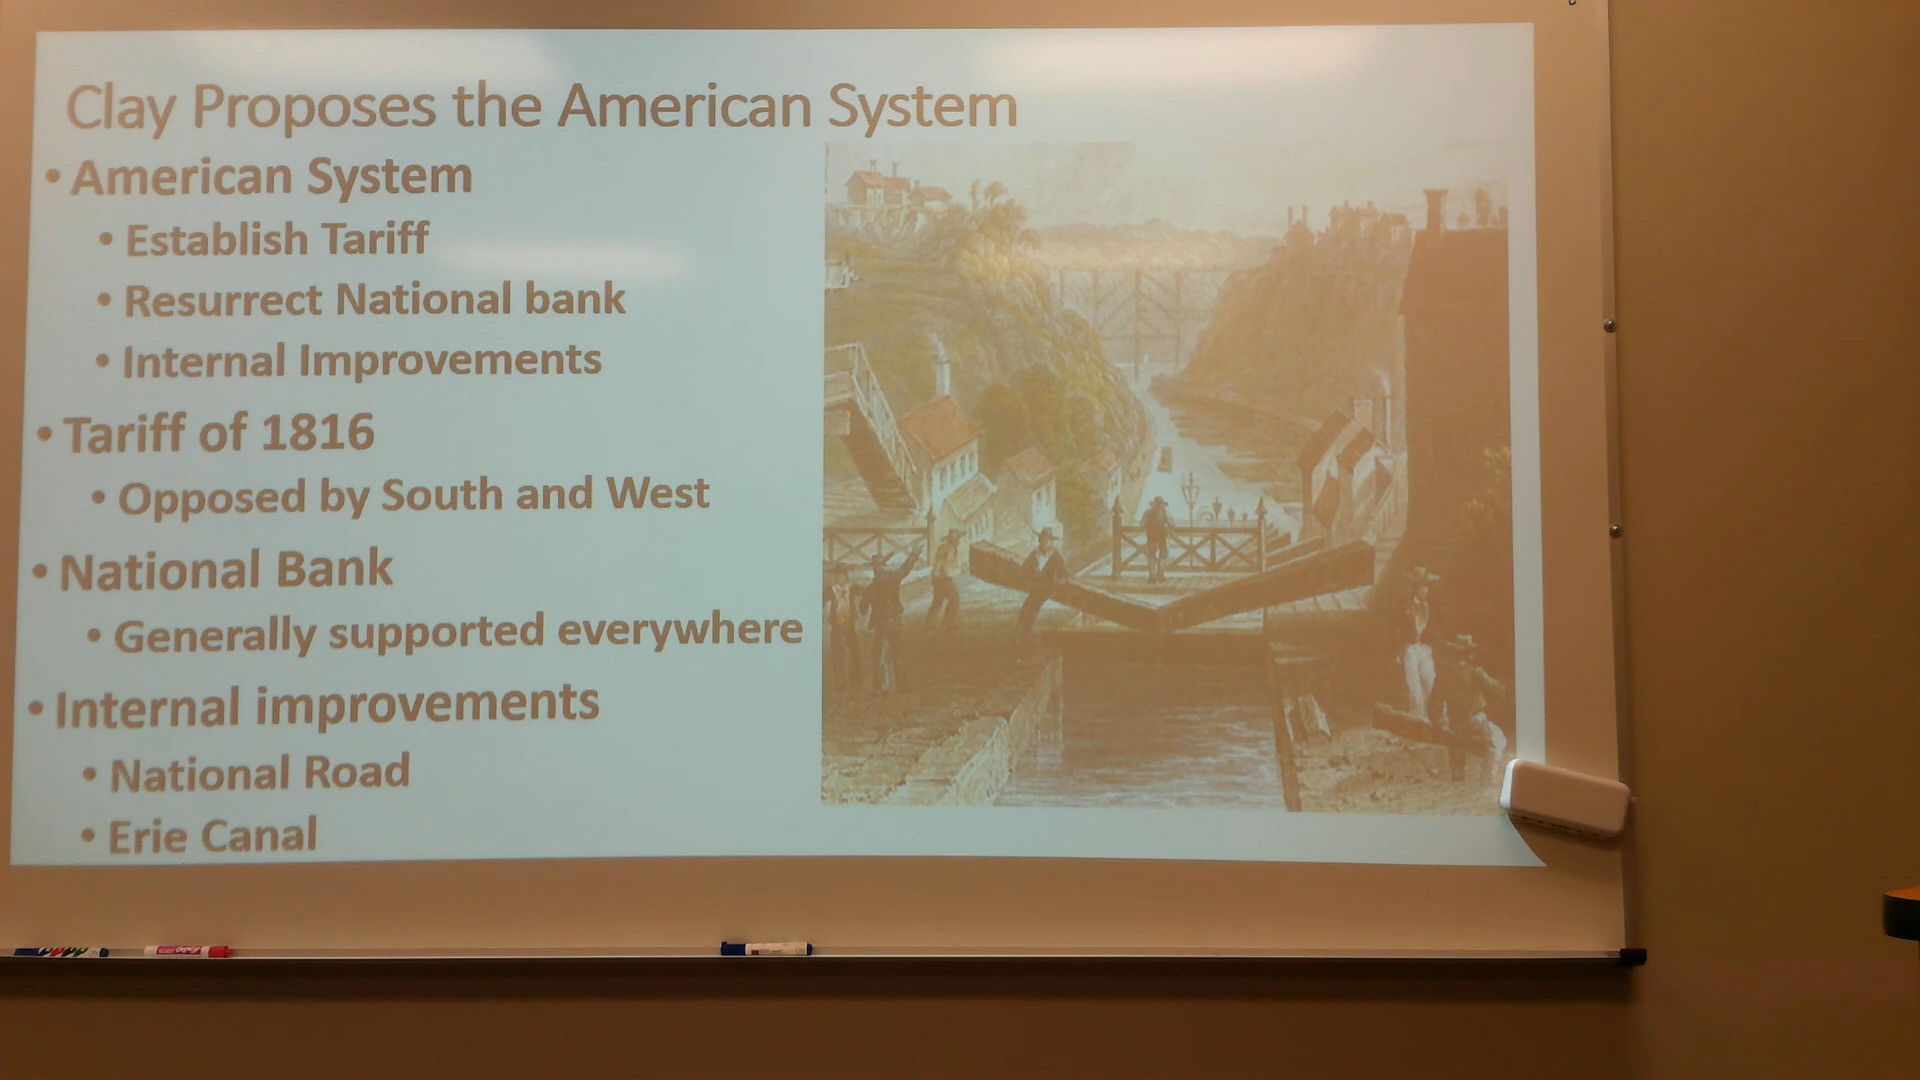 Clay Proposes the American System
• American System
• Establish Tariff
• Resurrect National bank
• Internal Improvements
• Tariff of 1816
• Opposed by South and West
• National Bank
• Generally supported everywhere
• Internal improvements
• National Road
• Erie Canal